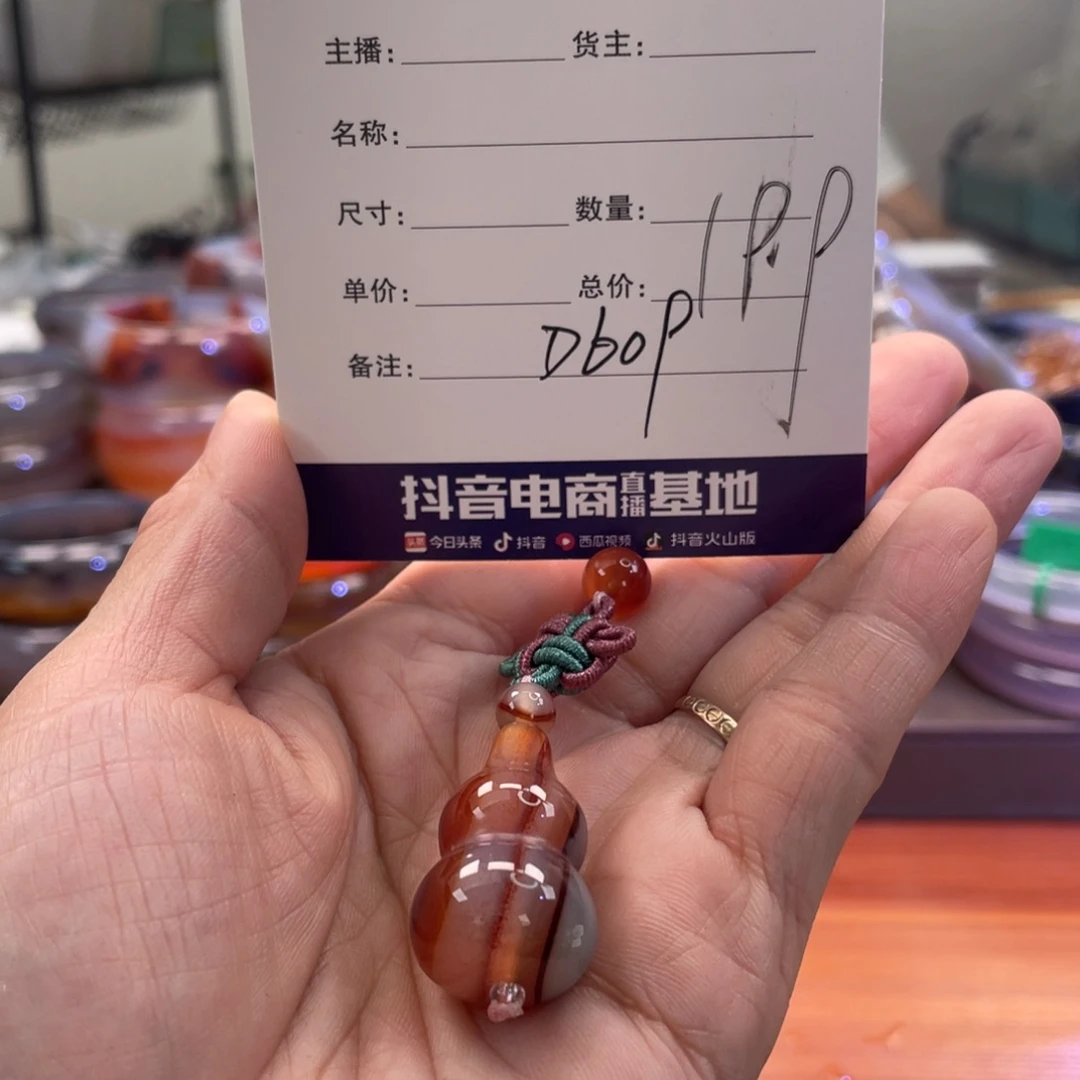 主播: 货主:
名称:
尺寸: 数量:
单价: 总价:
备注: D60P
抖音电商直播基地
头条 今日头条 抖音 西瓜视频 抖音火山版